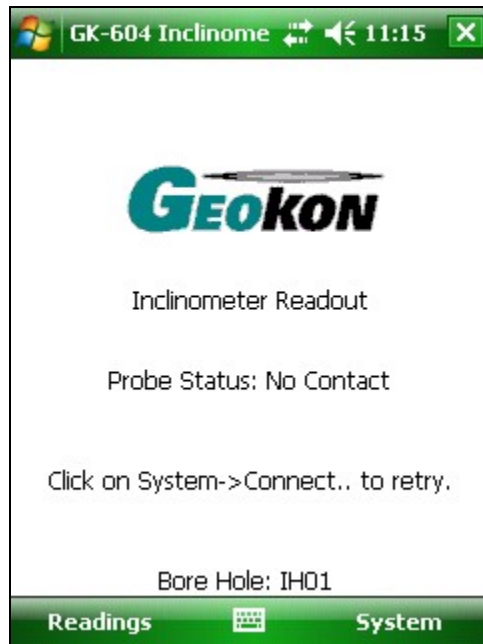 GK-604 Inclinome 11:15
GEOKON
Inclinometer Readout
Probe Status: No Contact
Click on System->Connect.. to retry.
Bore Hole: IH01
Readings System